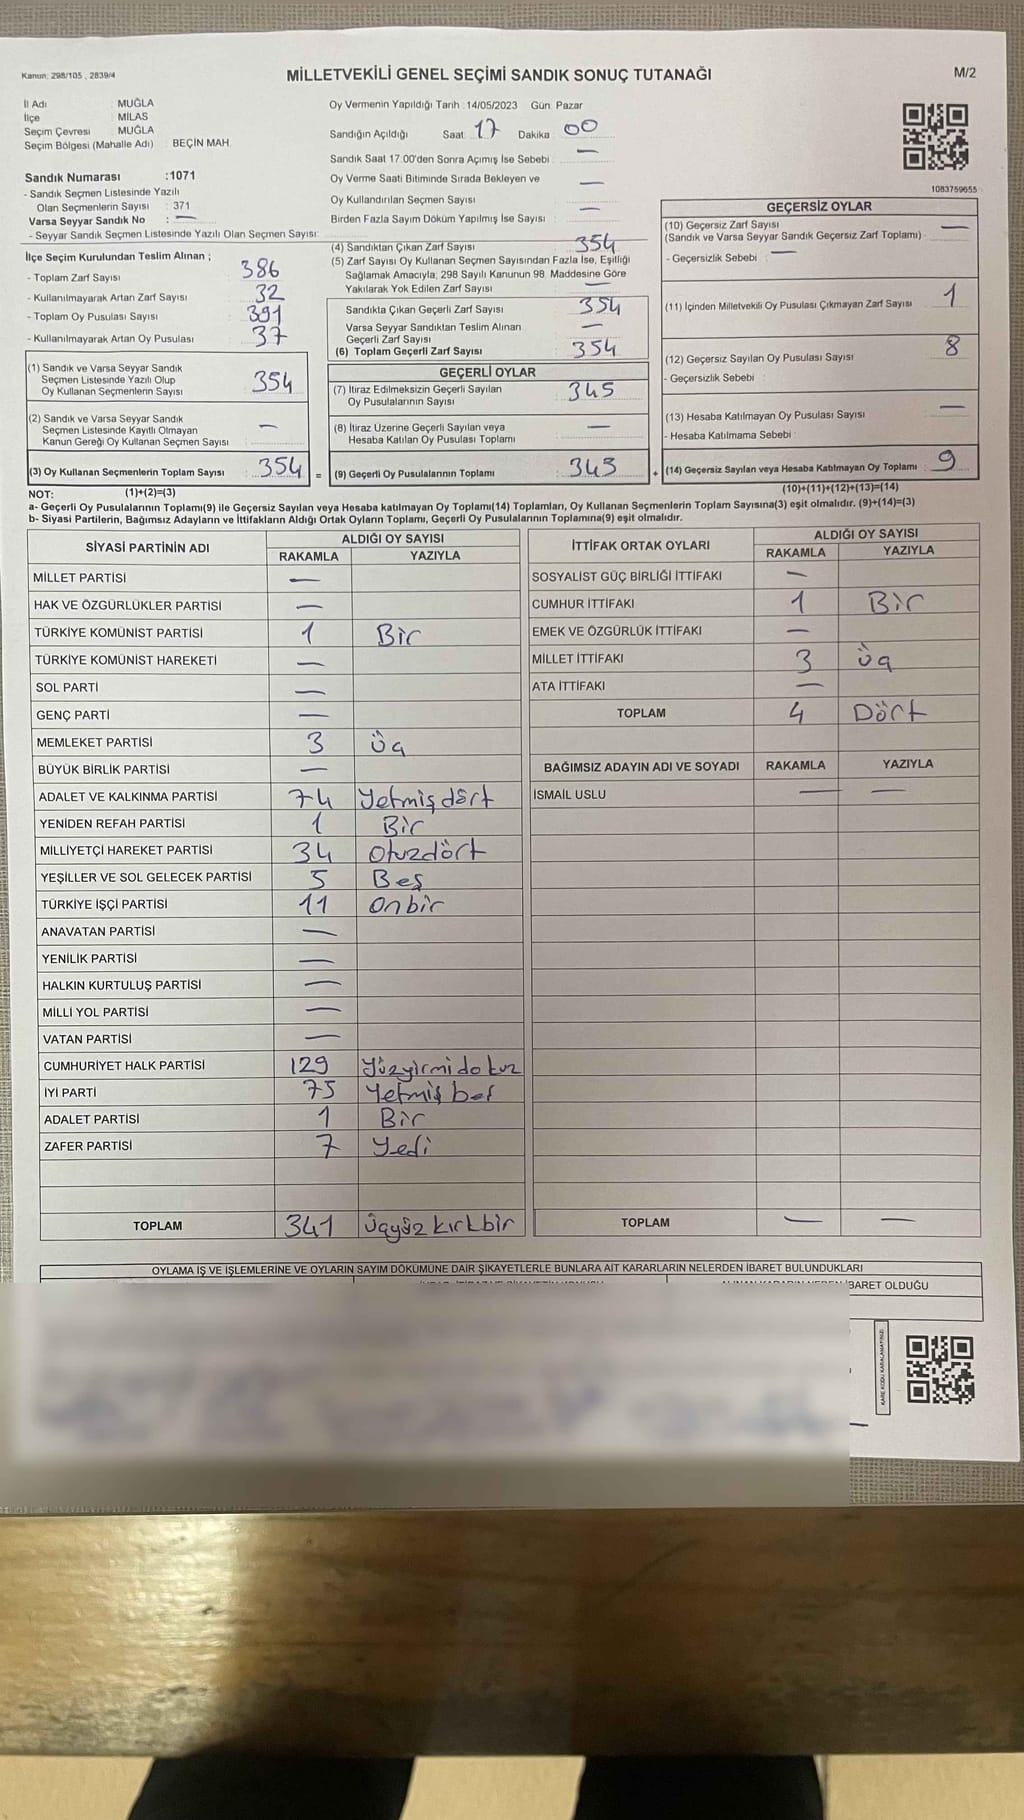 Kanun: 298/105 , 2839/4
MİLLETVEKİLİ GENEL SEÇİMİ SANDIK SONUÇ TUTANAĞI
M/2
İl Adı : MUĞLA
İlçe : MİLAS
Seçim Çevresi : MUĞLA
Seçim Bölgesi (Mahalle Adı) : BEÇİN MAH.
Sandık Numarası :1071
- Sandık Seçmen Listesinde Yazılı
Olan Seçmenlerin Sayısı : 371
Varsa Seyyar Sandık No : —
- Seyyar Sandık Seçmen Listesinde Yazılı Olan Seçmen Sayısı:
Oy Vermenin Yapıldığı Tarih : 14/05/2023 Gün: Pazar
Sandığın Açıldığı Saat: 17 Dakika : 00
Sandık Saat 17.00'den Sonra Açımış İse Sebebi : —
Oy Verme Saati Bitiminde Sırada Bekleyen ve
Oy Kullandırılan Seçmen Sayısı : —
Birden Fazla Sayım Döküm Yapılmış İse Sayısı : —
1083759655
İlçe Seçim Kurulundan Teslim Alınan ;
- Toplam Zarf Sayısı : 386
- Kullanılmayarak Artan Zarf Sayısı : 32
- Toplam Oy Pusulası Sayısı : 391
- Kullanılmayarak Artan Oy Pusulası : 37
(1) Sandık ve Varsa Seyyar Sandık
Seçmen Listesinde Yazılı Olup
Oy Kullanan Seçmenlerin Sayısı : 354
(2) Sandık ve Varsa Seyyar Sandık
Seçmen Listesinde Kayıtlı Olmayan
Kanun Gereği Oy Kullanan Seçmen Sayısı : —
(3) Oy Kullanan Seçmenlerin Toplam Sayısı : 354 =
(4) Sandıktan Çıkan Zarf Sayısı : 354
(5) Zarf Sayısı Oy Kullanan Seçmen Sayısından Fazla İse, Eşitliği
Sağlamak Amacıyla; 298 Sayılı Kanunun 98. Maddesine Göre
Yakılarak Yok Edilen Zarf Sayısı : —
Sandıkta Çıkan Geçerli Zarf Sayısı : 354
Varsa Seyyar Sandıktan Teslim Alınan
Geçerli Zarf Sayısı : —
(6) Toplam Geçerli Zarf Sayısı : 354
GEÇERLİ OYLAR
(7) İtiraz Edilmeksizin Geçerli Sayılan
Oy Pusulalarının Sayısı : 345
(8) İtiraz Üzerine Geçerli Sayılan veya
Hesaba Katılan Oy Pusulası Toplamı : —
(9) Geçerli Oy Pusulalarının Toplamı : 345 +
GEÇERSİZ OYLAR
(10) Geçersiz Zarf Sayısı
(Sandık ve Varsa Seyyar Sandık Geçersiz Zarf Toplamı) : —
- Geçersizlik Sebebi : —
(11) İçinden Milletvekili Oy Pusulası Çıkmayan Zarf Sayısı : 1
(12) Geçersiz Sayılan Oy Pusulası Sayısı : 8
- Geçersizlik Sebebi :
(13) Hesaba Katılmayan Oy Pusulası Sayısı : —
- Hesaba Katılmama Sebebi :
(14) Geçersiz Sayılan veya Hesaba Katılmayan Oy Toplamı : 9
NOT: (1)+(2)=(3) (10)+(11)+(12)+(13)=(14)
a- Geçerli Oy Pusulalarının Toplamı(9) ile Geçersiz Sayılan veya Hesaba katılmayan Oy Toplamı(14) Toplamları, Oy Kullanan Seçmenlerin Toplam Sayısına(3) eşit olmalıdır. (9)+(14)=(3)
b- Siyasi Partilerin, Bağımsız Adayların ve İttifakların Aldığı Ortak Oyların Toplamı, Geçerli Oy Pusulalarının Toplamına(9) eşit olmalıdır.
SİYASİ PARTİNİN ADI ALDIĞI OY SAYISI
RAKAMLA YAZIYLA
MİLLET PARTİSİ —
HAK VE ÖZGÜRLÜKLER PARTİSİ —
TÜRKİYE KOMÜNİST PARTİSİ 1 Bir
TÜRKİYE KOMÜNİST HAREKETİ —
SOL PARTİ —
GENÇ PARTİ —
MEMLEKET PARTİSİ 3 Üç
BÜYÜK BİRLİK PARTİSİ —
ADALET VE KALKINMA PARTİSİ 74 Yetmiş dört
YENİDEN REFAH PARTİSİ 1 Bir
MİLLİYETÇİ HAREKET PARTİSİ 34 Otuzdört
YEŞİLLER VE SOL GELECEK PARTİSİ 5 Beş
TÜRKİYE İŞÇİ PARTİSİ 11 Onbir
ANAVATAN PARTİSİ —
YENİLİK PARTİSİ —
HALKIN KURTULUŞ PARTİSİ —
MİLLİ YOL PARTİSİ —
VATAN PARTİSİ —
CUMHURİYET HALK PARTİSİ 129 Yüzyirmi dokuz
İYİ PARTİ 75 Yetmiş beş
ADALET PARTİSİ 1 Bir
ZAFER PARTİSİ 7 Yedi
TOPLAM 341 Üçyüz kırkbir
İTTİFAK ORTAK OYLARI ALDIĞI OY SAYISI
RAKAMLA YAZIYLA
SOSYALİST GÜÇ BİRLİĞİ İTTİFAKI —
CUMHUR İTTİFAKI 1 Bir
EMEK VE ÖZGÜRLÜK İTTİFAKI —
MİLLET İTTİFAKI 3 Üç
ATA İTTİFAKI —
TOPLAM 4 Dört
BAĞIMSIZ ADAYIN ADI VE SOYADI RAKAMLA YAZIYLA
İSMAİL USLU — —
TOPLAM — —
OYLAMA İŞ VE İŞLEMLERİNE VE OYLARIN SAYIM DÖKÜMÜNE DAİR ŞİKAYETLERLE BUNLARA AİT KARARLARIN NELERDEN İBARET BULUNDUKLARI
İBARET OLDUĞU